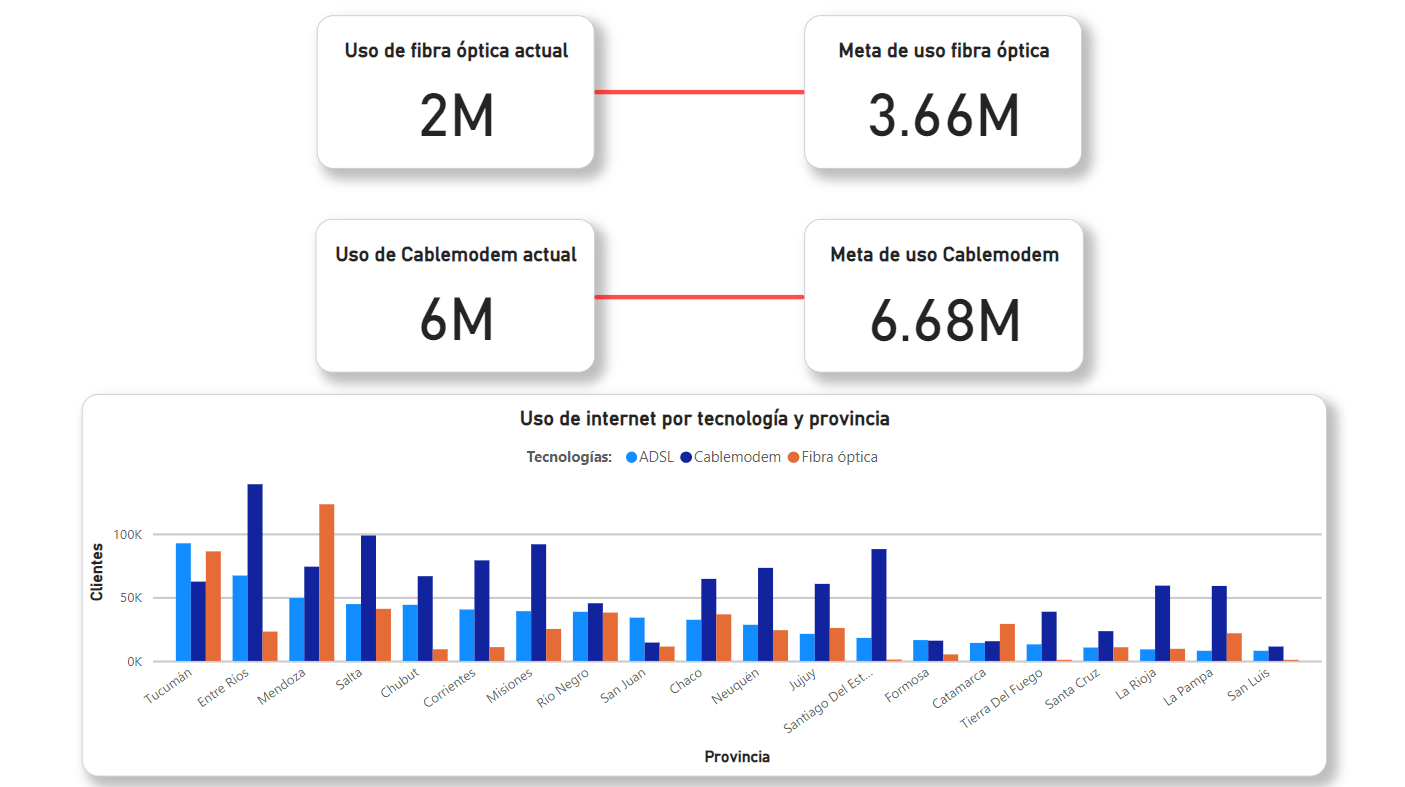 Uso de fibra óptica actual
2M
Meta de uso fibra óptica
3.66M
Uso de Cablemodem actual
6M
Meta de uso Cablemodem
6.68M
Uso de internet por tecnología y provincia
Tecnologías: ADSL Cablemodem Fibra óptica
Clientes
100K
50K
0K
Tucumán
Entre Ríos
Mendoza
Salta
Chubut
Corrientes
Misiones
Río Negro
San Juan
Chaco
Neuquén
Jujuy
Santiago Del Est...
Formosa
Catamarca
Tierra Del Fuego
Santa Cruz
La Rioja
La Pampa
San Luis
Provincia